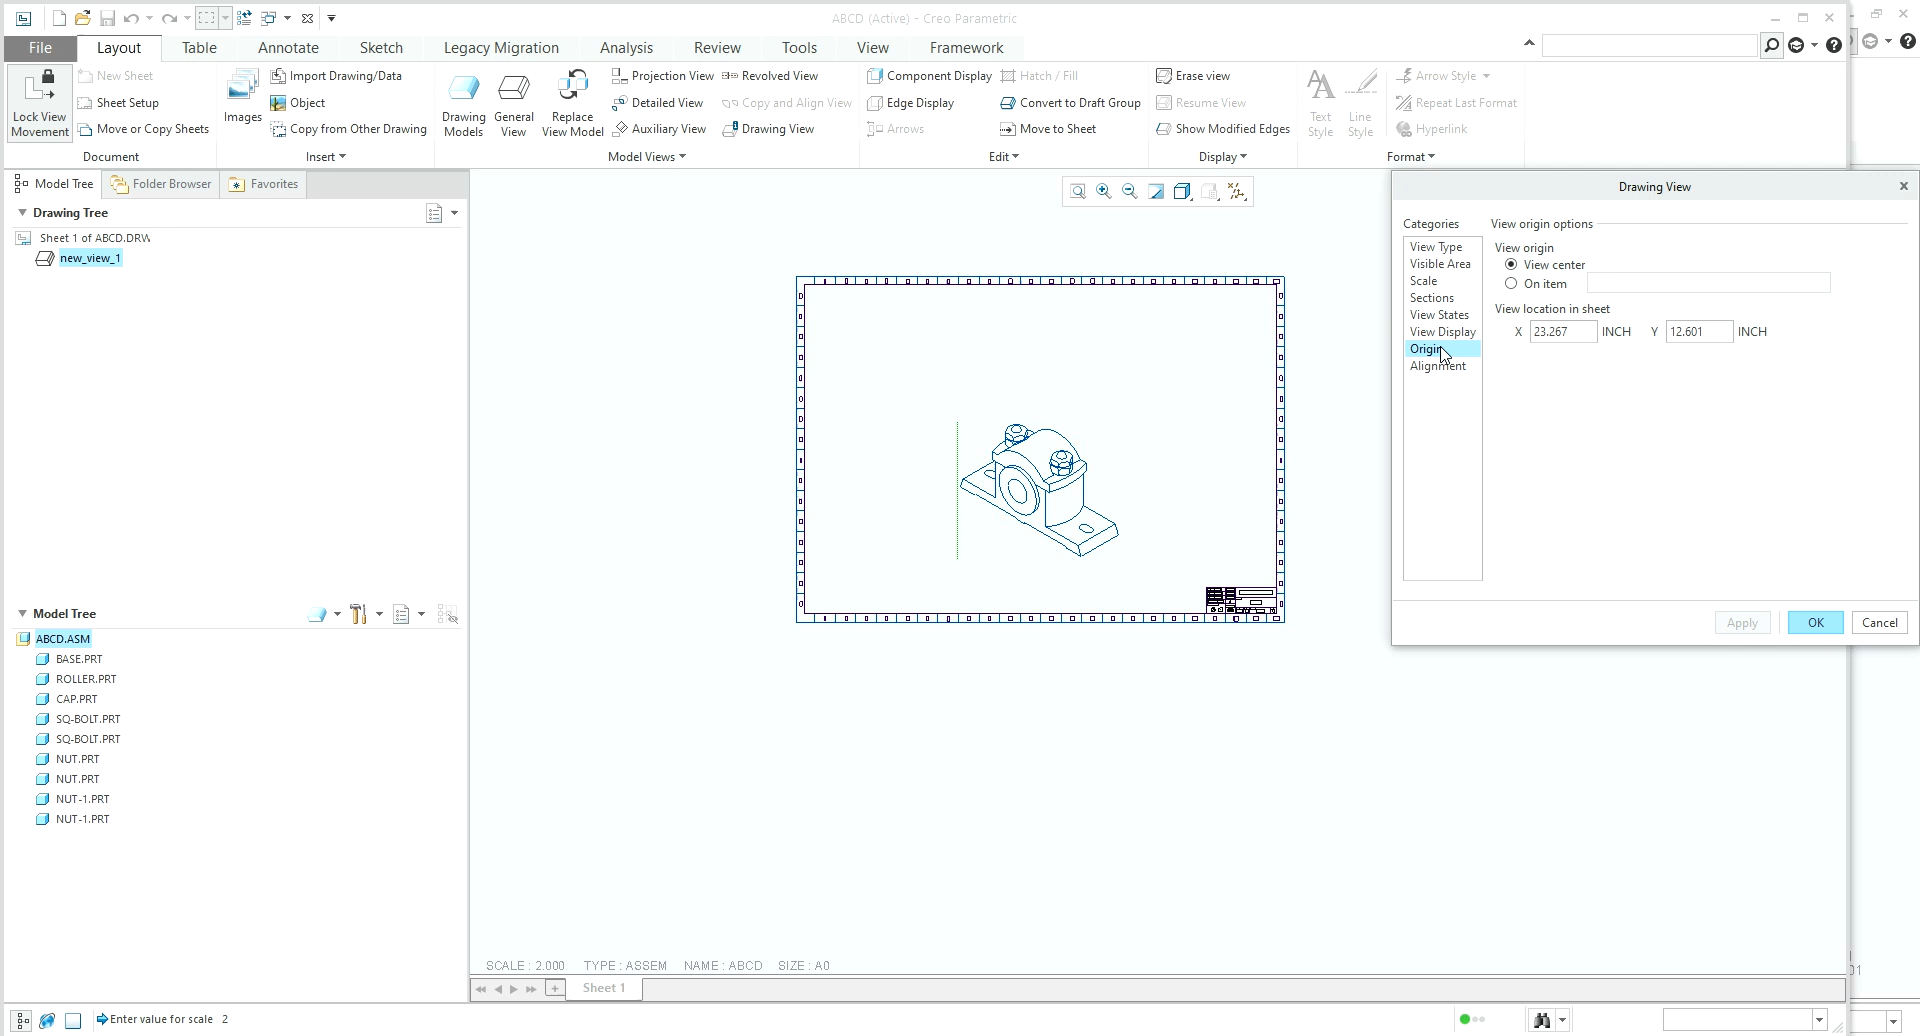 ABCD (Active) - Creo Parametric
File Layout Table Annotate Sketch Legacy Migration Analysis Review Tools View Framework
Lock View Movement
New Sheet
Sheet Setup
Move or Copy Sheets
Document
Images
Import Drawing/Data
Object
Copy from Other Drawing
Insert
Drawing Models
General View
Replace View Model
Projection View
Detailed View
Auxiliary View
Revolved View
Copy and Align View
Drawing View
Model Views
Component Display
Edge Display
Arrows
Hatch / Fill
Convert to Draft Group
Move to Sheet
Edit
Erase view
Resume View
Show Modified Edges
Display
Text Style
Line Style
Arrow Style
Repeat Last Format
Hyperlink
Format
Model Tree Folder Browser Favorites
Drawing Tree
Sheet 1 of ABCD.DRW
new_view_1
Model Tree
ABCD.ASM
BASE.PRT
ROLLER.PRT
CAP.PRT
SQ-BOLT.PRT
SQ-BOLT.PRT
NUT.PRT
NUT.PRT
NUT-1.PRT
NUT-1.PRT
Drawing View
Categories
View Type
Visible Area
Scale
Sections
View States
View Display
Origin
Alignment
View origin options
View origin
View center
On item
View location in sheet
X 23.267 INCH Y 12.601 INCH
Apply OK Cancel
SCALE : 2.000 TYPE : ASSEM NAME : ABCD SIZE : A0
Sheet 1
Enter value for scale 2